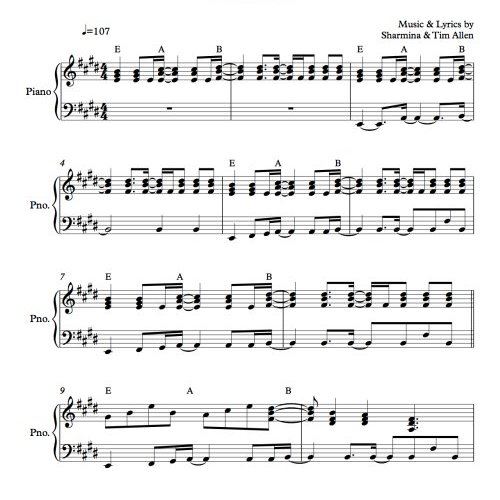 ♩=107
Music & Lyrics by
Sharmina & Tim Allen
E A B E A B
Piano
4
E A B
Pno.
7
E A B
Pno.
9
E A B
Pno.